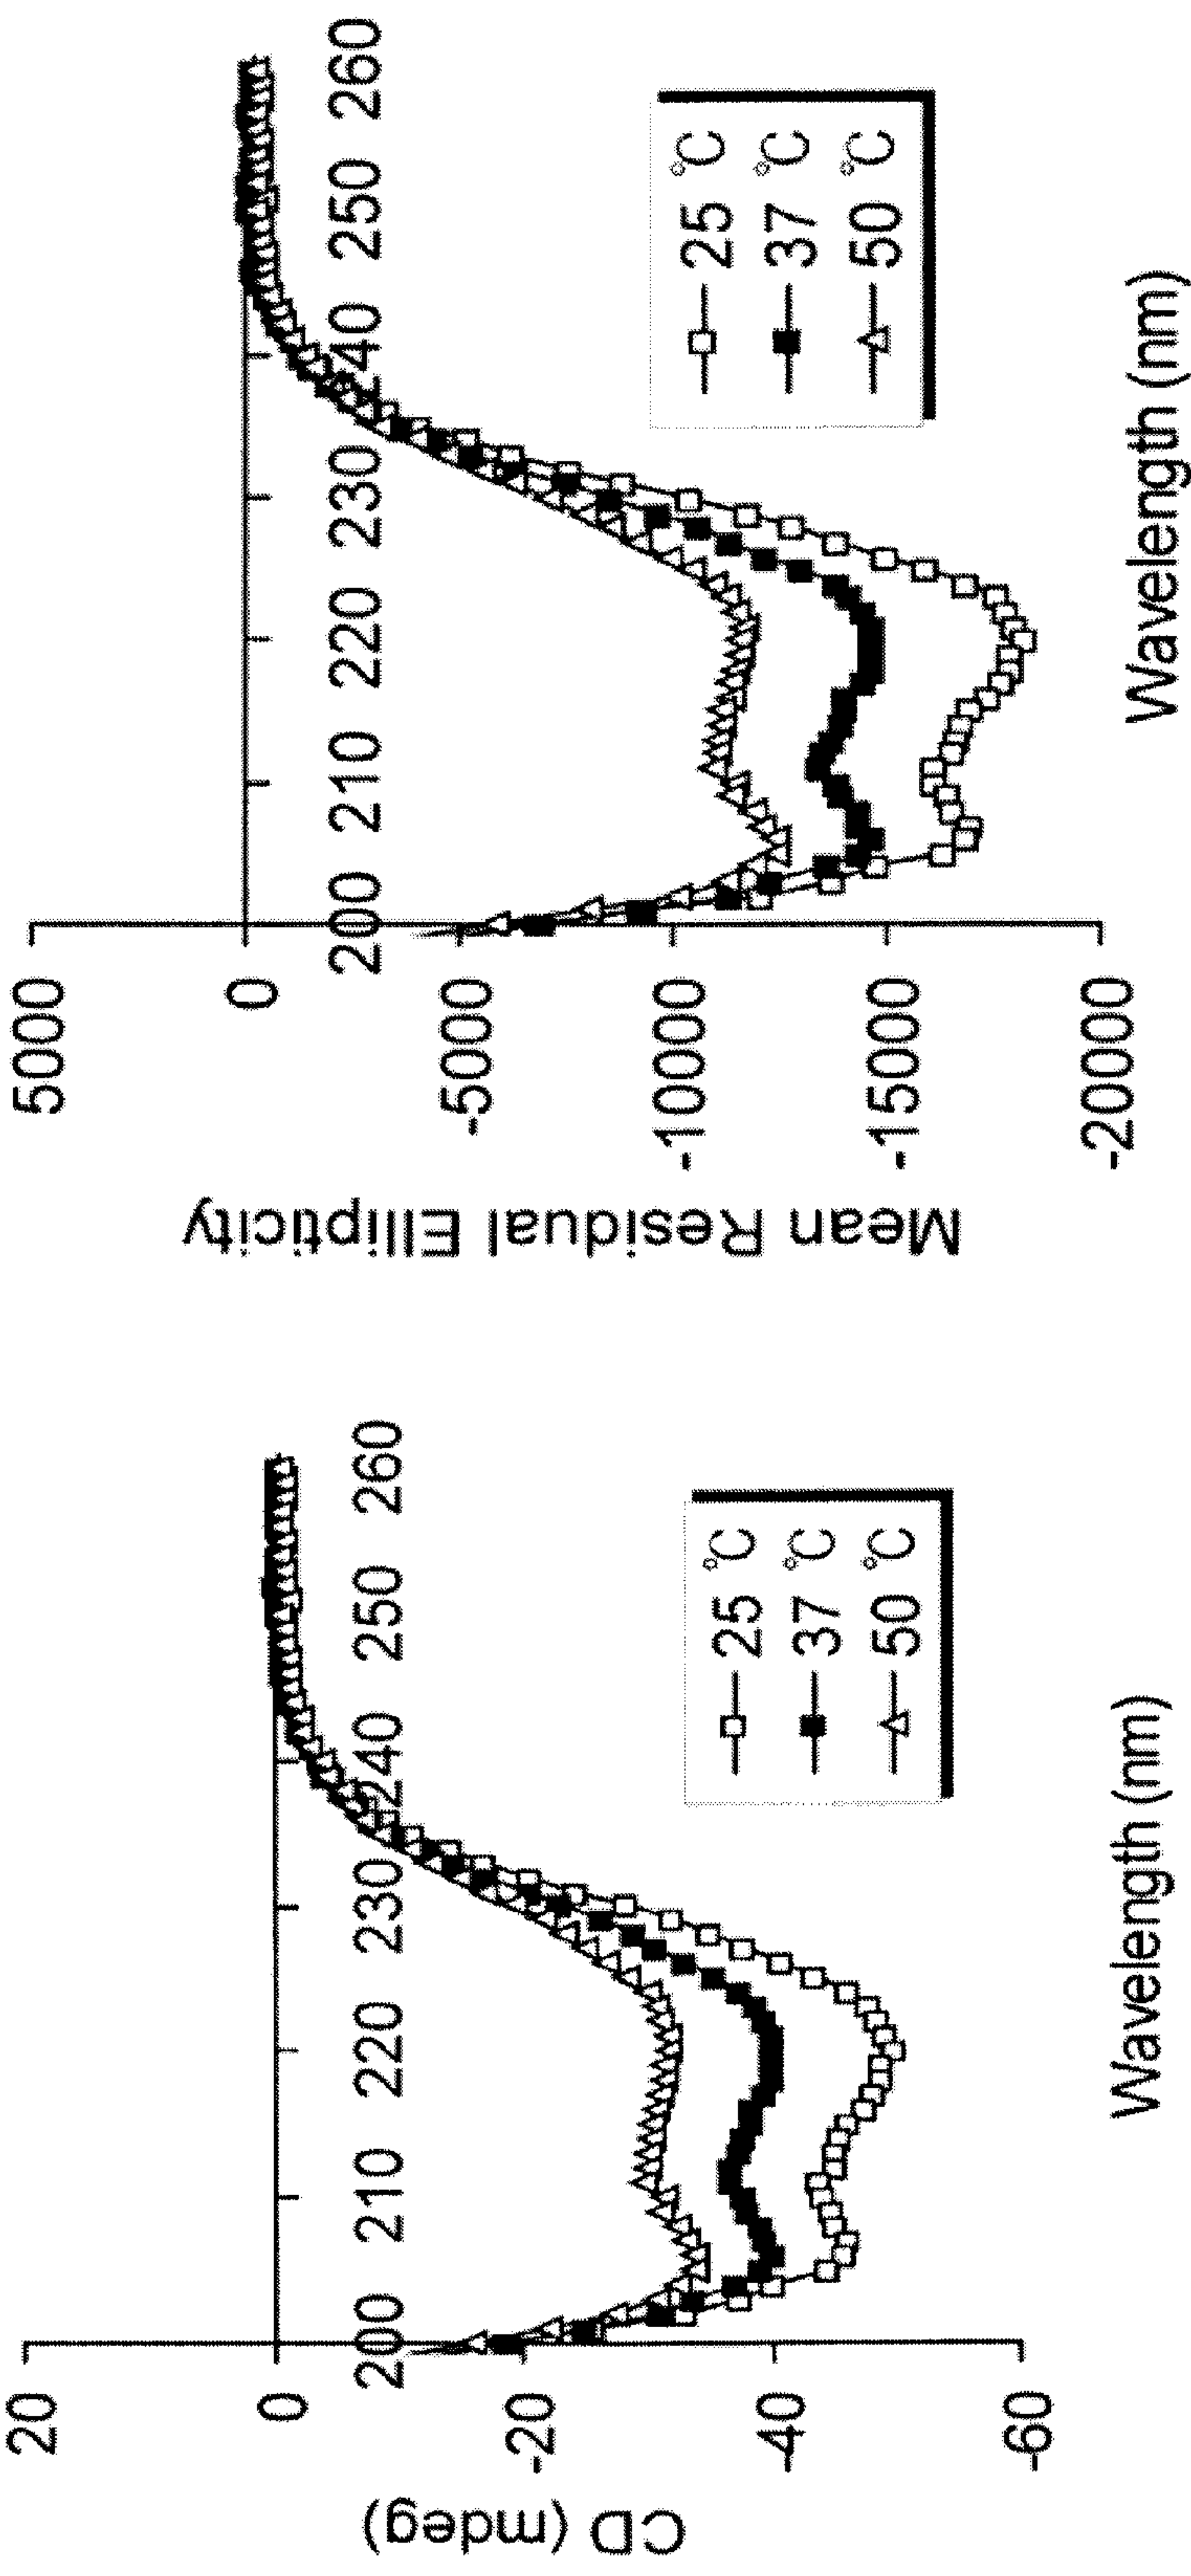 CD (mdeg)
20
0
-20
-40
-60
200 210 220 230 240 250 260
25 °C
37 °C
50 °C
Wavelength (nm)
Mean Residual Ellipticity
5000
0
-5000
-10000
-15000
-20000
200 210 220 230 240 250 260
25 °C
37 °C
50 °C
Wavelength (nm)